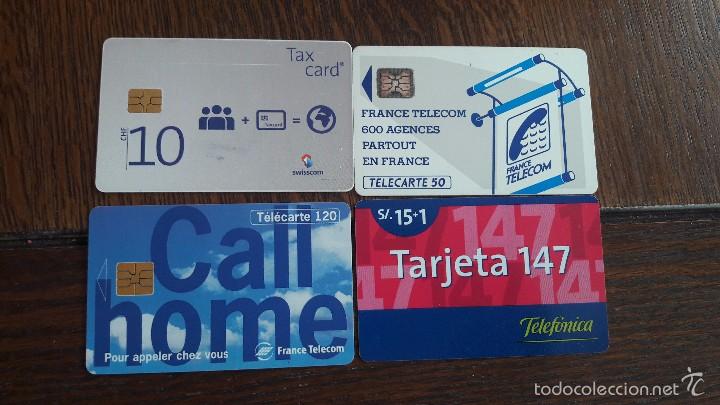 Tax
card
CHF
10
+
=
Taxcard
swisscom
FRANCE TELECOM
600 AGENCES
PARTOUT
EN FRANCE
TELECARTE 50
FRANCE
TELECOM
Télécarte 120
Call
home
Pour appeler chez vous
France Telecom
S/. 15+1
147
Tarjeta 147
Telefónica
todocoleccion.net